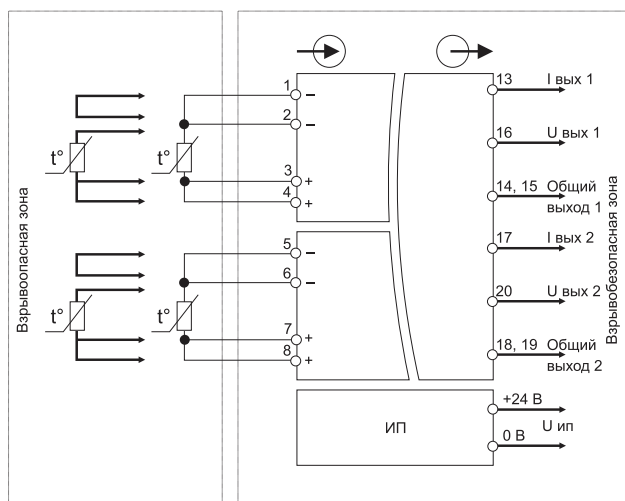 Взрывоопасная зона
t°
t°
1
–
2
–
3
+
4
+
t°
t°
5
–
6
–
7
+
8
+
13
I вых 1
16
U вых 1
14, 15
Общий
выход 1
17
I вых 2
20
U вых 2
18, 19
Общий
выход 2
ИП
+24 В
U ип
0 В
Взрывобезопасная зона